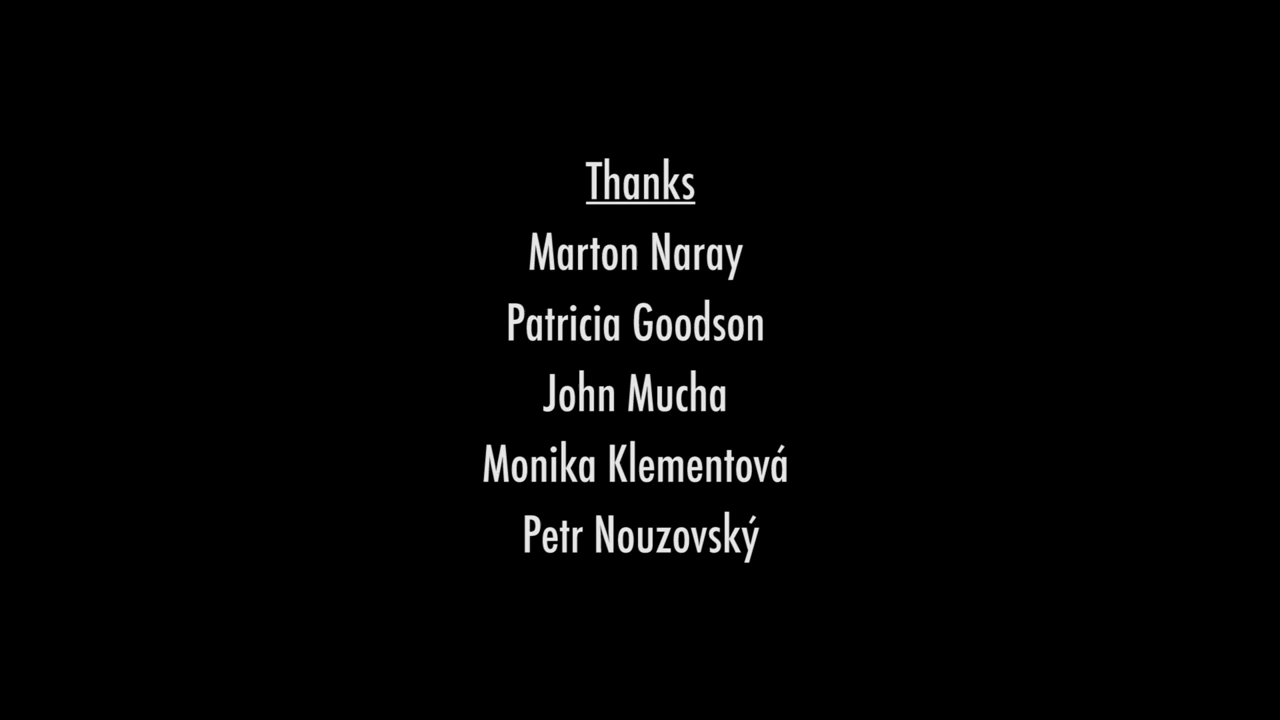 Thanks
Marton Naray
Patricia Goodson
John Mucha
Monika Klementová
Petr Nouzovský